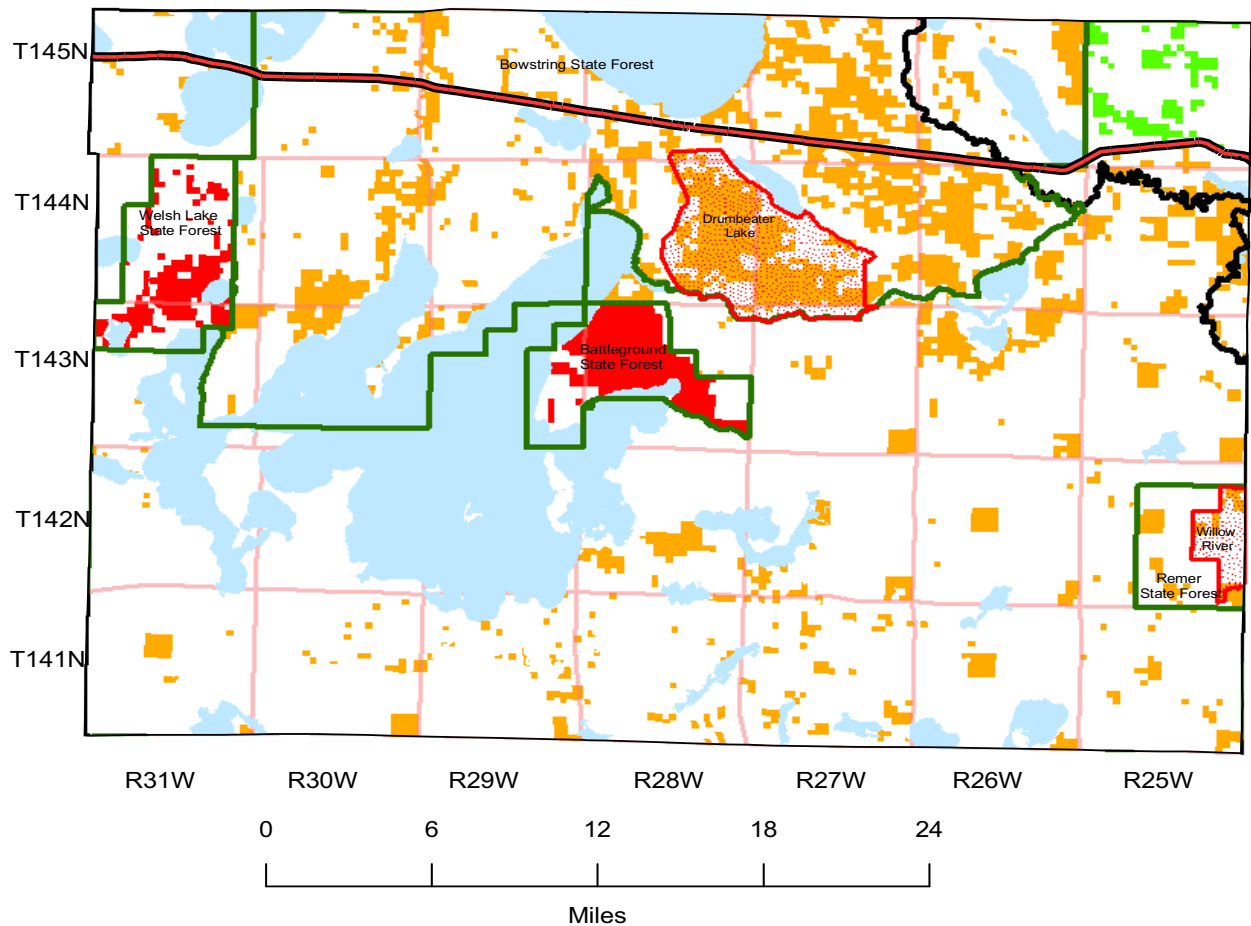 T145N
Bowstring State Forest
T144N
Welsh Lake
State Forest
Drumbeater
Lake
T143N
Battleground
State Forest
T142N
Willow
River
Remer
State Forest
T141N
R31W R30W R29W R28W R27W R26W R25W
0 6 12 18 24
Miles